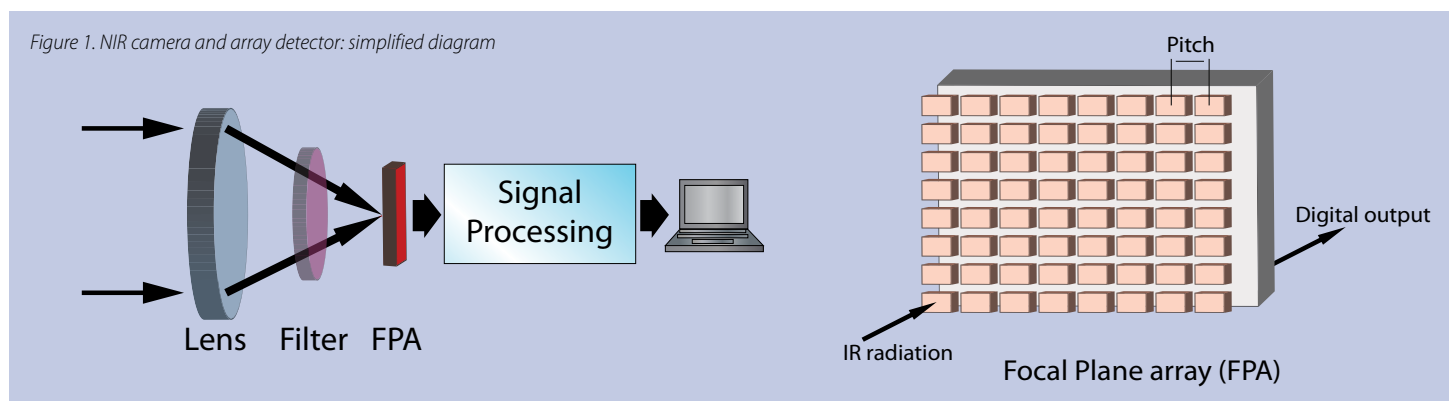 Figure 1. NIR camera and array detector: simplified diagram
Lens
Filter
FPA
Signal
Processing
Pitch
Digital output
IR radiation
Focal Plane array (FPA)